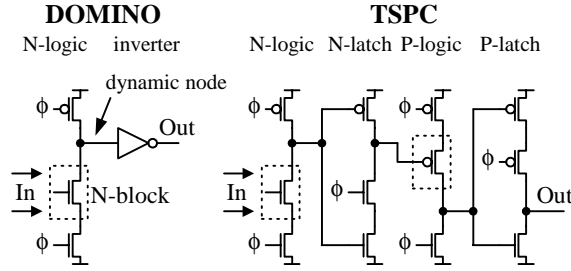 DOMINO TSPC
N-logic inverter N-logic N-latch P-logic P-latch
dynamic node
ϕ ϕ ϕ
Out
ϕ
In N-block In ϕ
Out
ϕ ϕ ϕ